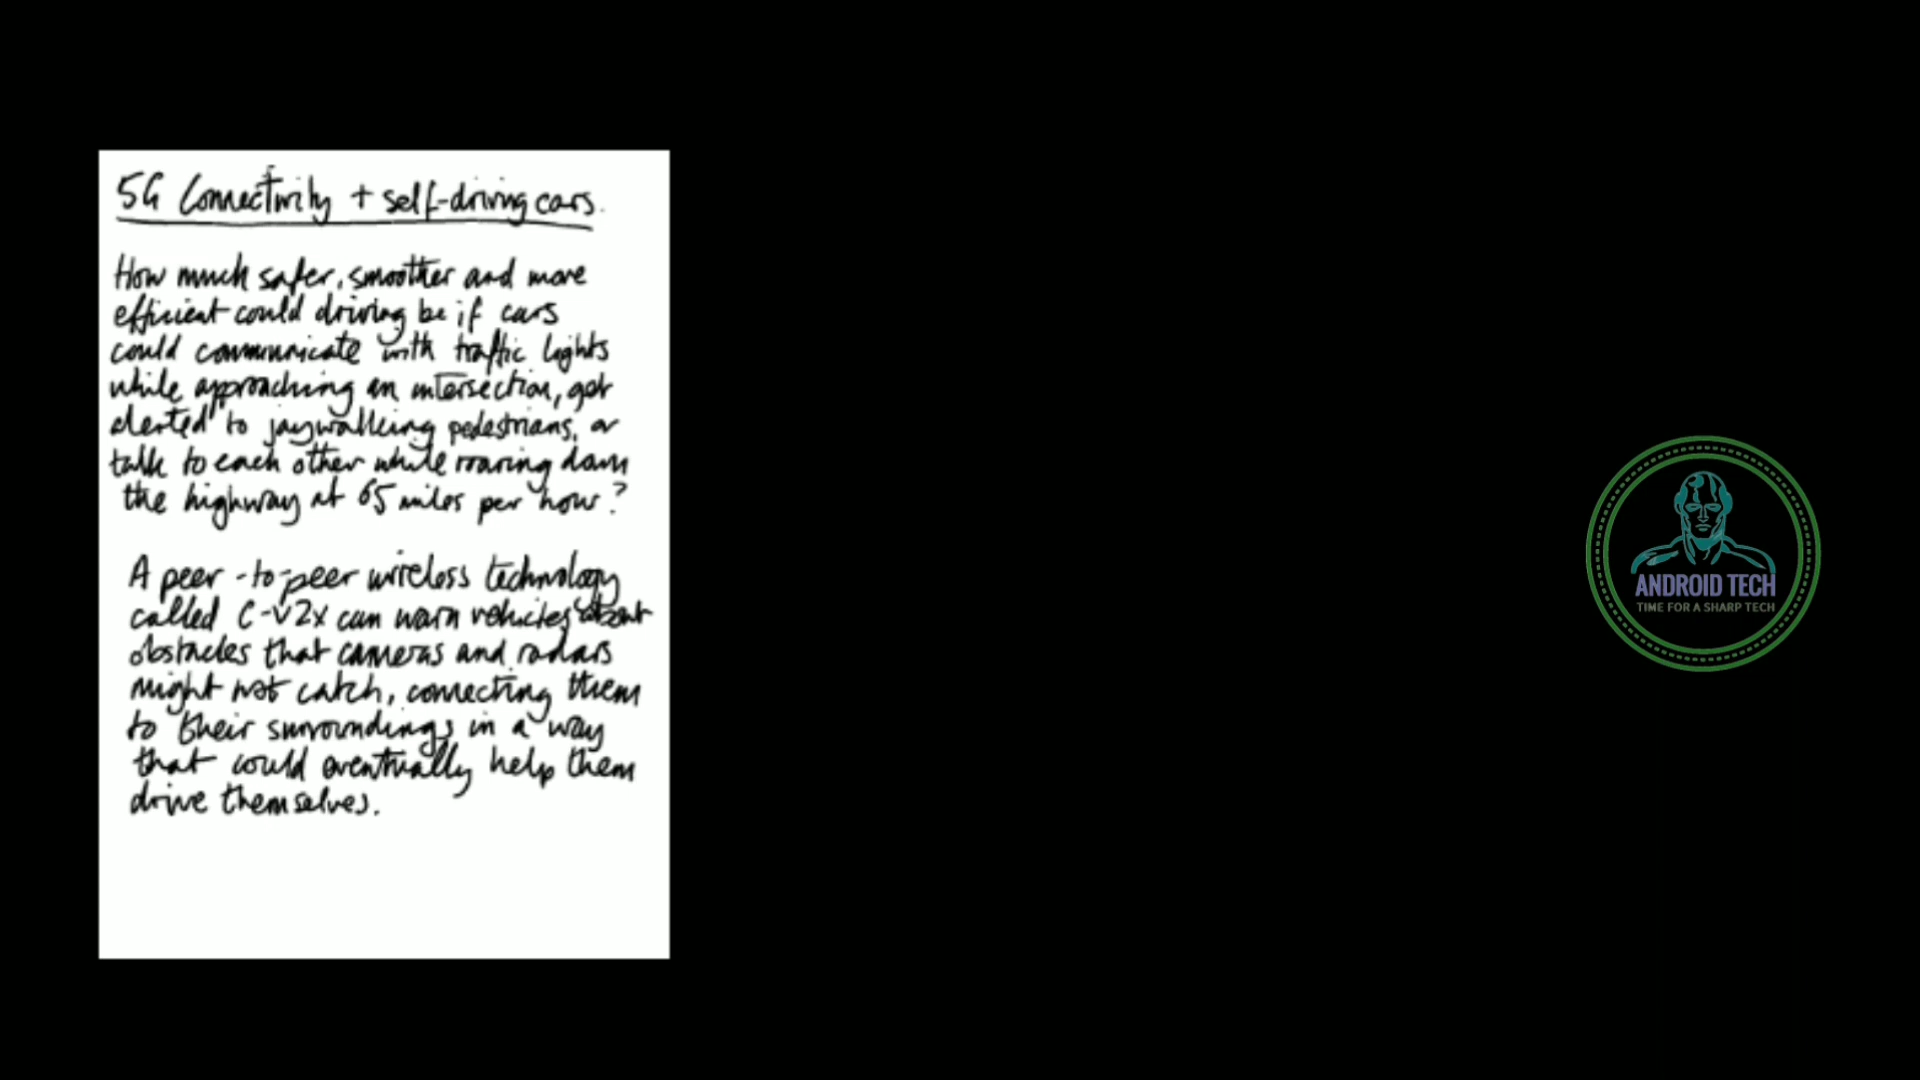 5G Connectivity + self-driving cars.
How much safer, smoother and more
efficient could driving be if cars
could communicate with traffic lights
while approaching an intersection, get
alerted to jaywalking pedestrians, or
talk to each other while roaring down
the highway at 65 miles per hour?
A peer-to-peer wireless technology
called C-V2X can warn vehicles about
obstacles that cameras and radars
might not catch, connecting them
to their surroundings in a way
that could eventually help them
drive themselves.
ANDROID TECH
TIME FOR A SHARP TECH